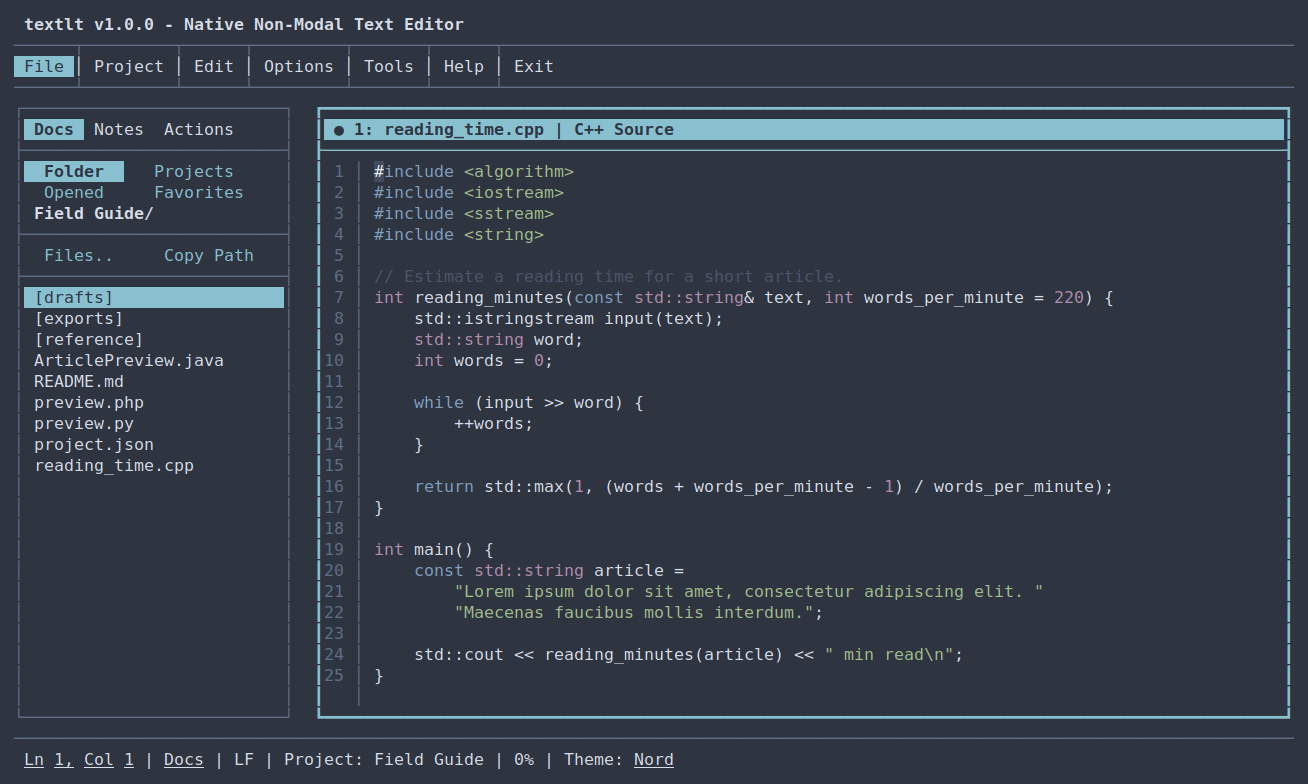 textlt v1.0.0 - Native Non-Modal Text Editor
File | Project | Edit | Options | Tools | Help | Exit
Docs Notes Actions
Folder Projects
Opened Favorites
Field Guide/
Files.. Copy Path
[drafts]
[exports]
[reference]
ArticlePreview.java
README.md
preview.php
preview.py
project.json
reading_time.cpp
● 1: reading_time.cpp | C++ Source
1 │ #include <algorithm>
2 │ #include <iostream>
3 │ #include <sstream>
4 │ #include <string>
5 │
6 │ // Estimate a reading time for a short article.
7 │ int reading_minutes(const std::string& text, int words_per_minute = 220) {
8 │     std::istringstream input(text);
9 │     std::string word;
10 │     int words = 0;
11 │
12 │     while (input >> word) {
13 │         ++words;
14 │     }
15 │
16 │     return std::max(1, (words + words_per_minute - 1) / words_per_minute);
17 │ }
18 │
19 │ int main() {
20 │     const std::string article =
21 │         "Lorem ipsum dolor sit amet, consectetur adipiscing elit. "
22 │         "Maecenas faucibus mollis interdum.";
23 │
24 │     std::cout << reading_minutes(article) << " min read\n";
25 │ }
Ln 1, Col 1 | Docs | LF | Project: Field Guide | 0% | Theme: Nord